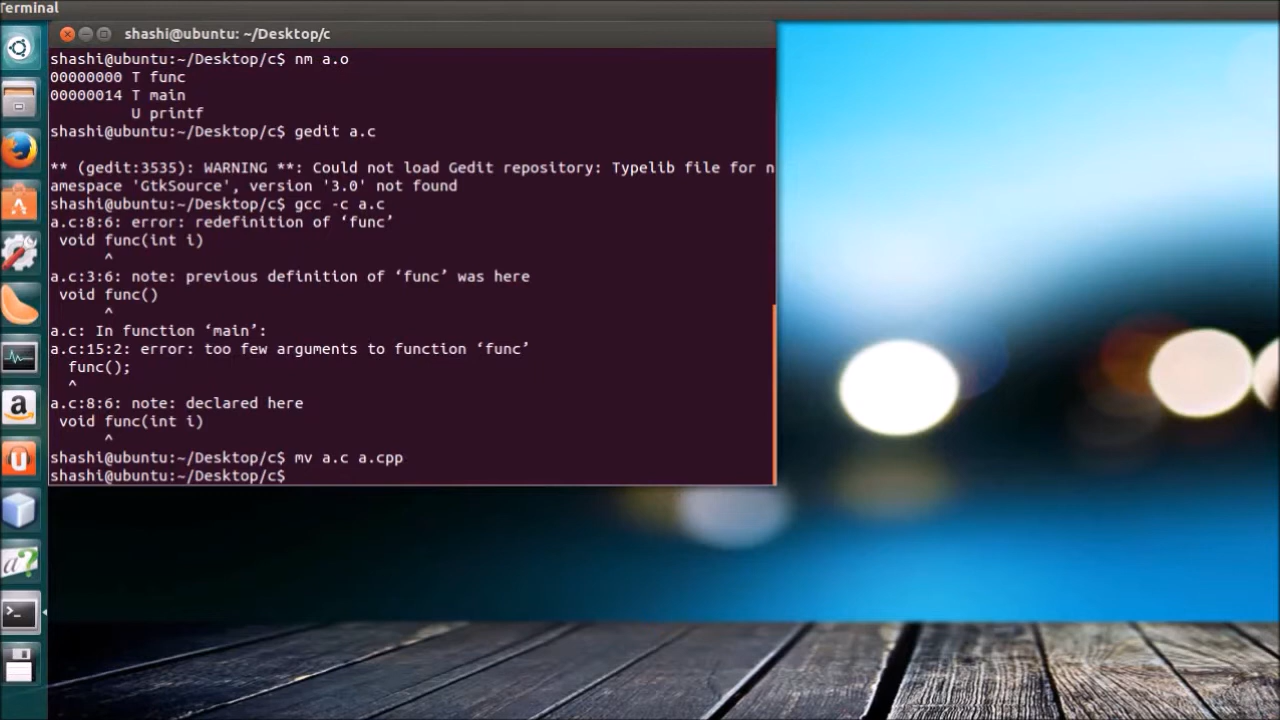 Terminal
shashi@ubuntu: ~/Desktop/c
shashi@ubuntu:~/Desktop/c$ nm a.o
00000000 T func
00000014 T main
         U printf
shashi@ubuntu:~/Desktop/c$ gedit a.c
** (gedit:3535): WARNING **: Could not load Gedit repository: Typelib file for n
amespace 'GtkSource', version '3.0' not found
shashi@ubuntu:~/Desktop/c$ gcc -c a.c
a.c:8:6: error: redefinition of ‘func’
 void func(int i)
      ^
a.c:3:6: note: previous definition of ‘func’ was here
 void func()
      ^
a.c: In function ‘main’:
a.c:15:2: error: too few arguments to function ‘func’
  func();
  ^
a.c:8:6: note: declared here
 void func(int i)
      ^
shashi@ubuntu:~/Desktop/c$ mv a.c a.cpp
shashi@ubuntu:~/Desktop/c$